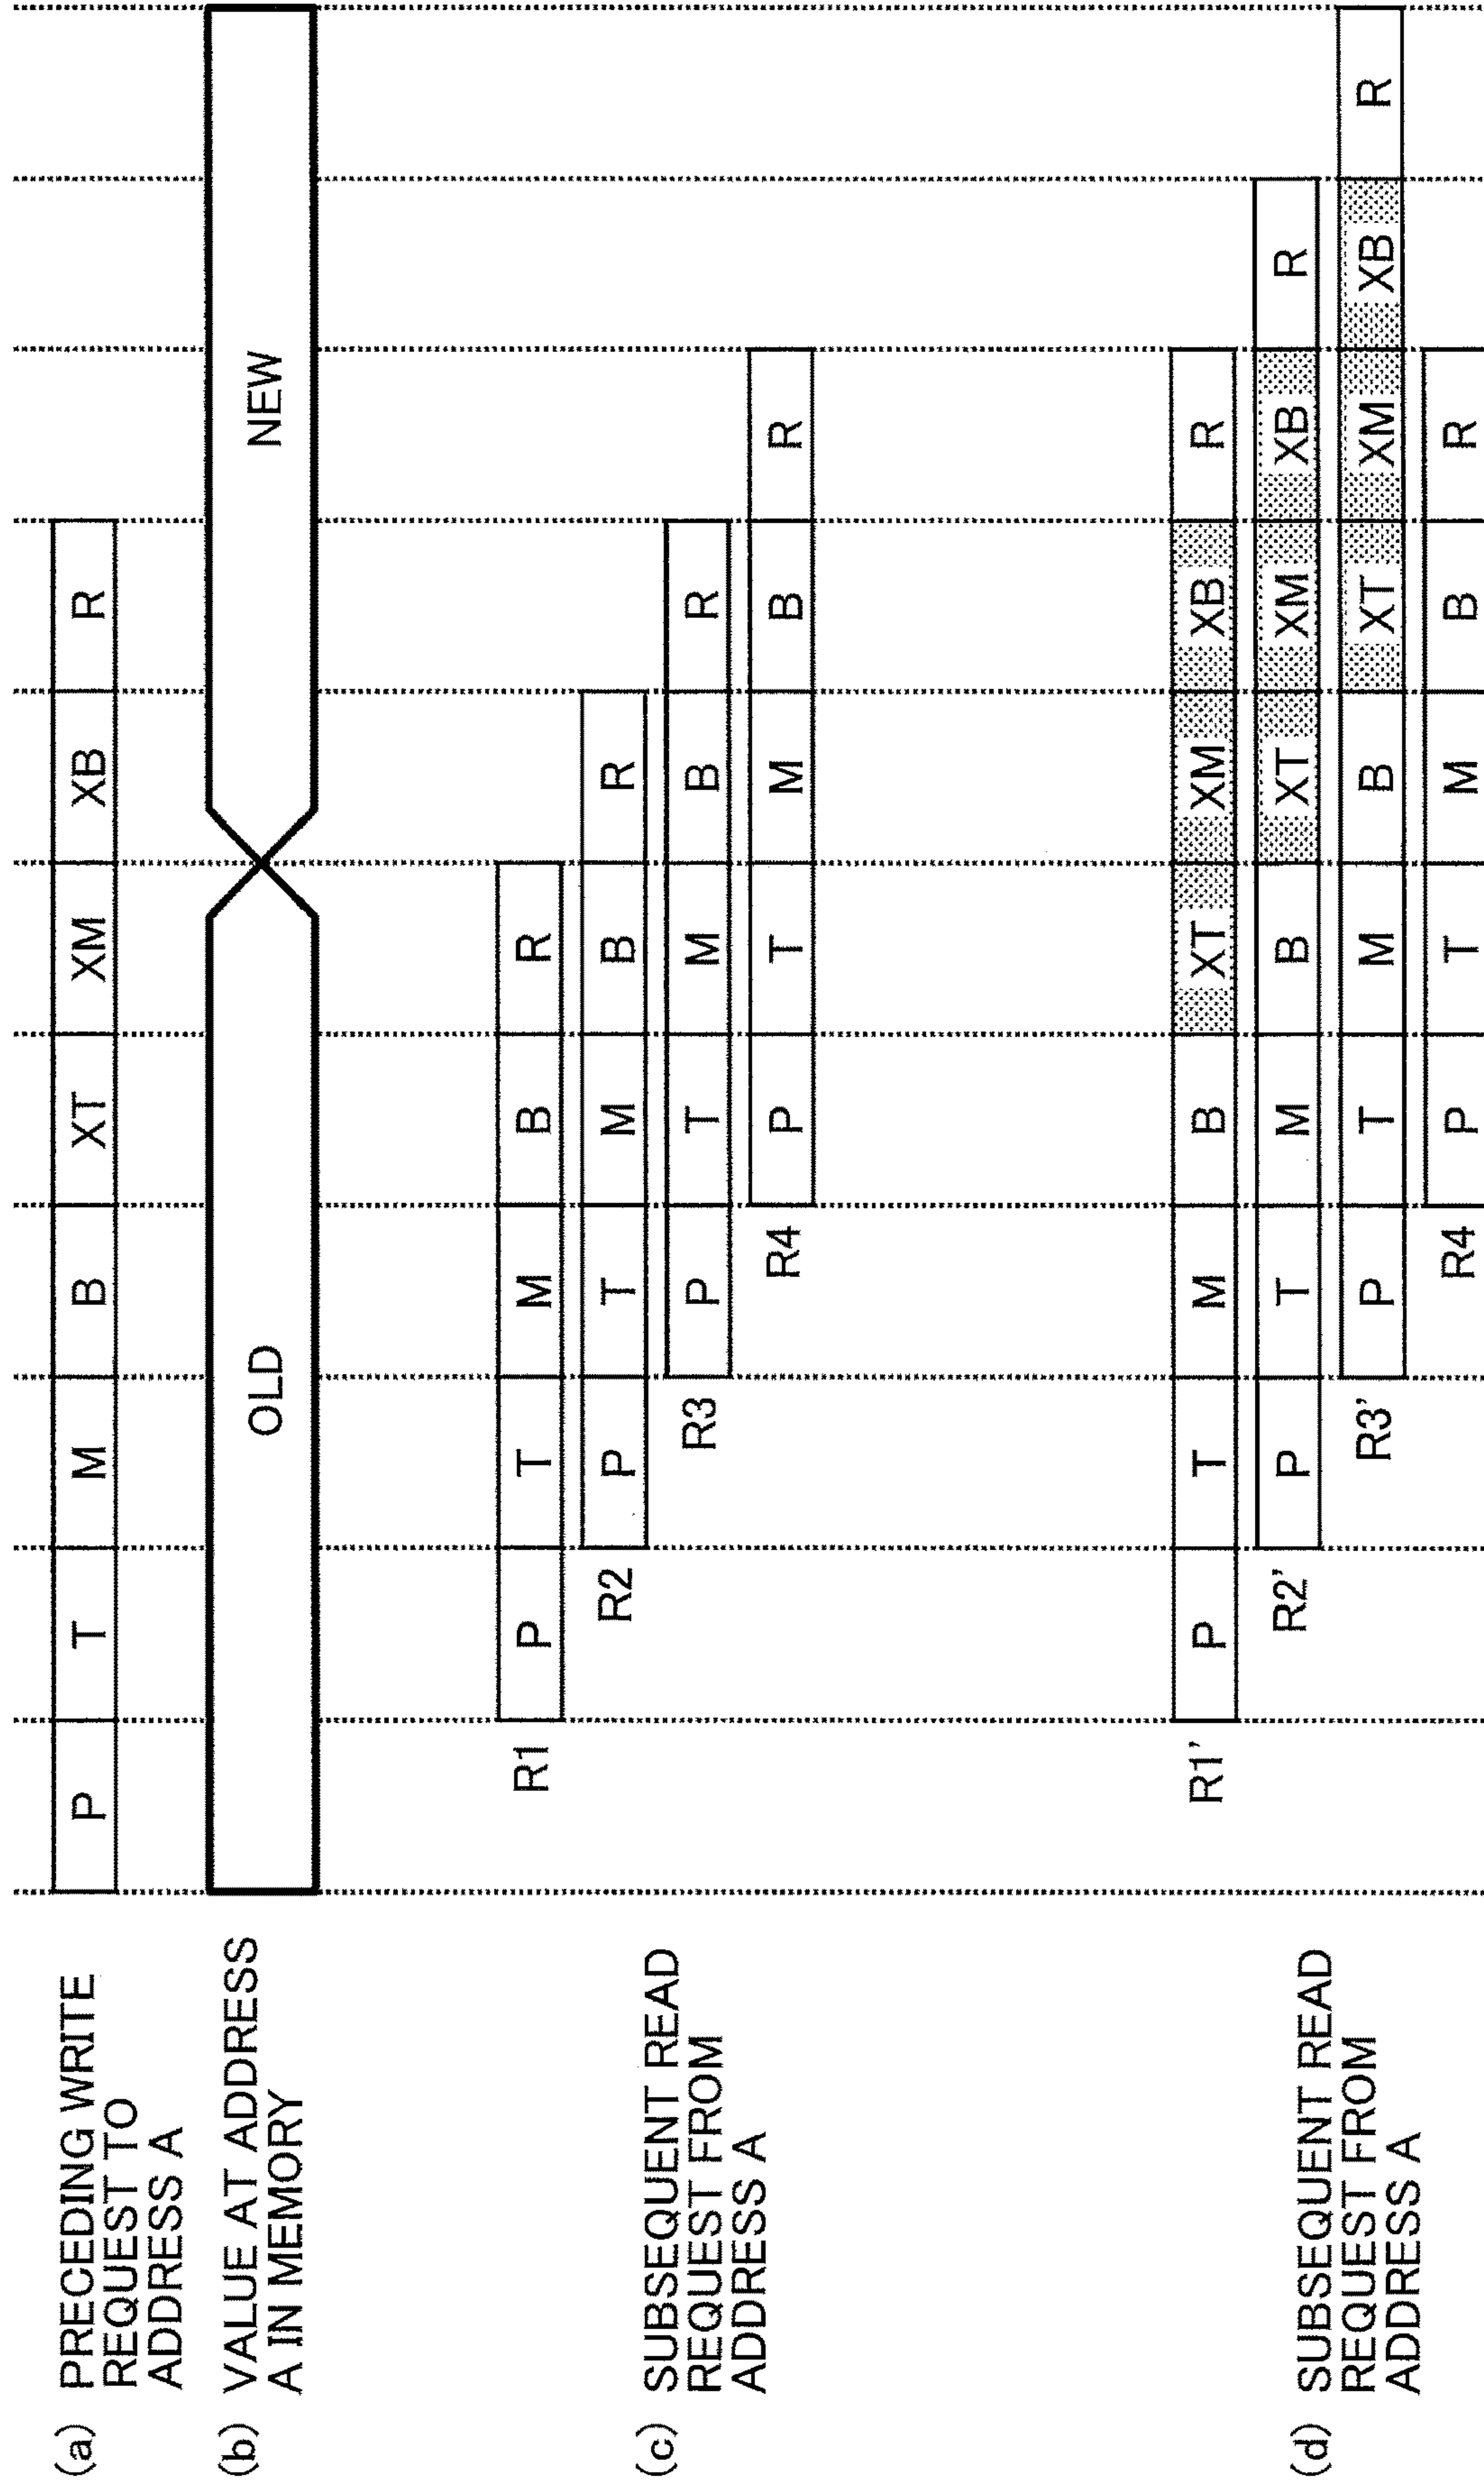 (a) PRECEDING WRITE
REQUEST TO
ADDRESS A
P T M B XT XM XB R
(b) VALUE AT ADDRESS
A IN MEMORY
OLD NEW
(c) SUBSEQUENT READ
REQUEST FROM
ADDRESS A
R1 P T M B R
R2 P T M B R
R3 P T M B R
R4 P T M B R
(d) SUBSEQUENT READ
REQUEST FROM
ADDRESS A
R1' P T M B XT XM XB R
R2' P T M B XT XM XB R
R3' P T M B XT XM XB R
R4 P T M B R